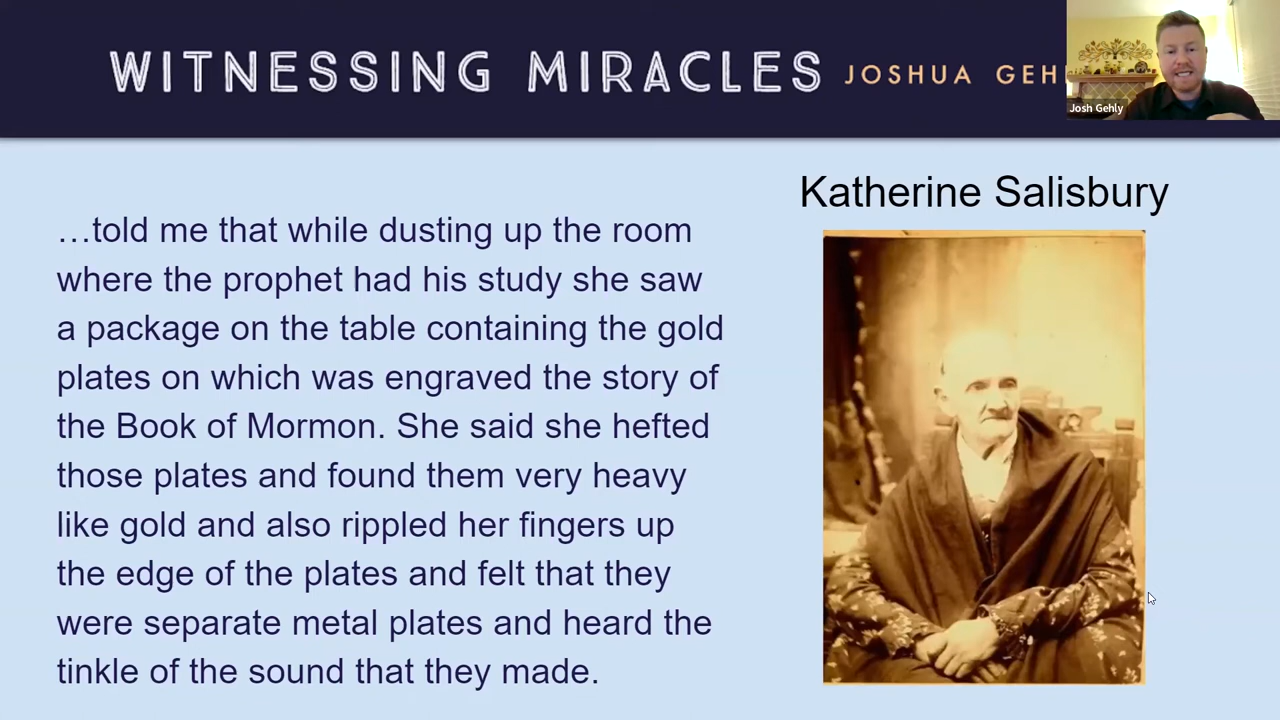 WITNESSING MIRACLES JOSHUA GEH
Josh Gehly
Katherine Salisbury
…told me that while dusting up the room
where the prophet had his study she saw
a package on the table containing the gold
plates on which was engraved the story of
the Book of Mormon. She said she hefted
those plates and found them very heavy
like gold and also rippled her fingers up
the edge of the plates and felt that they
were separate metal plates and heard the
tinkle of the sound that they made.